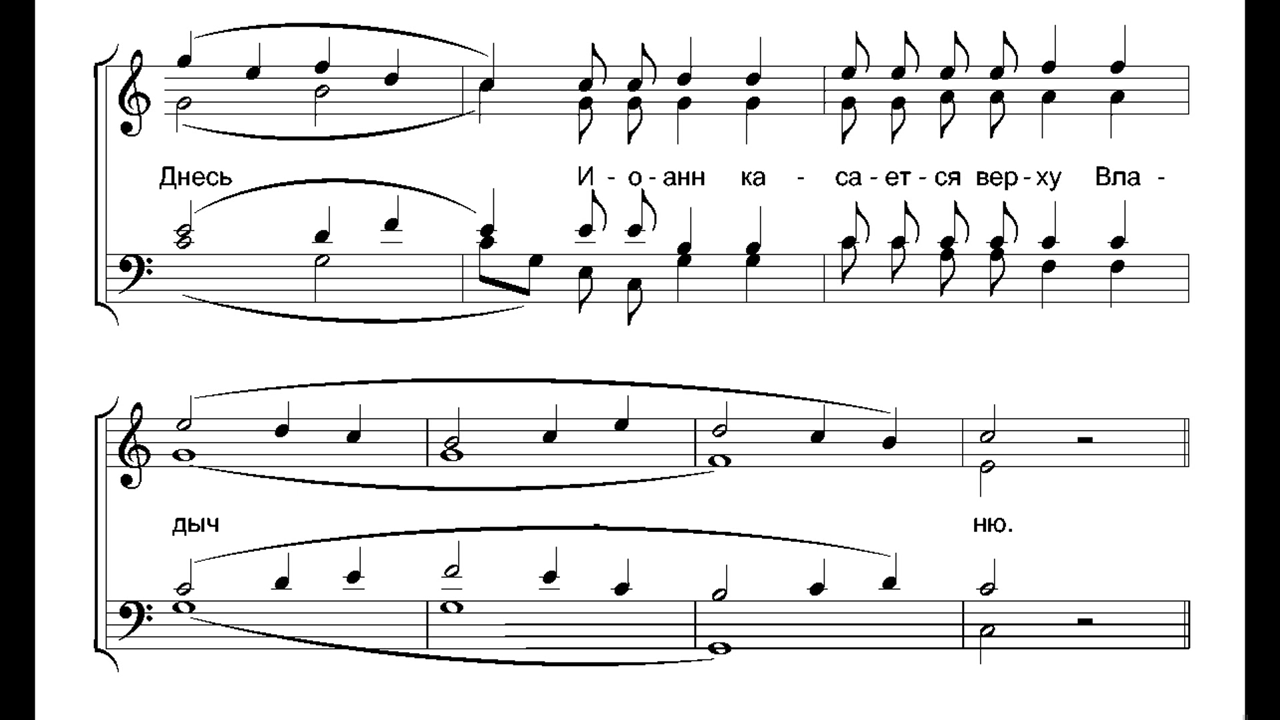 Днесь И - о - анн ка - са - ет - ся вер - ху Вла -
дыч ню.